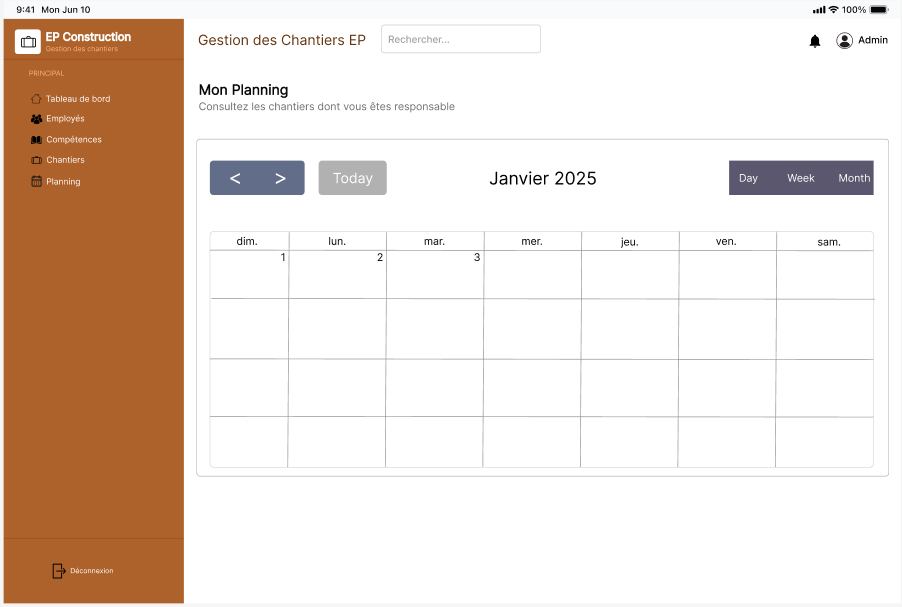 9:41 Mon Jun 10
100%
EP Construction
Gestion des chantiers
PRINCIPAL
Tableau de bord
Employés
Compétences
Chantiers
Planning
Déconnexion
Gestion des Chantiers EP
Rechercher...
Admin
Mon Planning
Consultez les chantiers dont vous êtes responsable
< >
Today
Janvier 2025
Day Week Month
dim. lun. mar. mer. jeu. ven. sam.
1 2 3